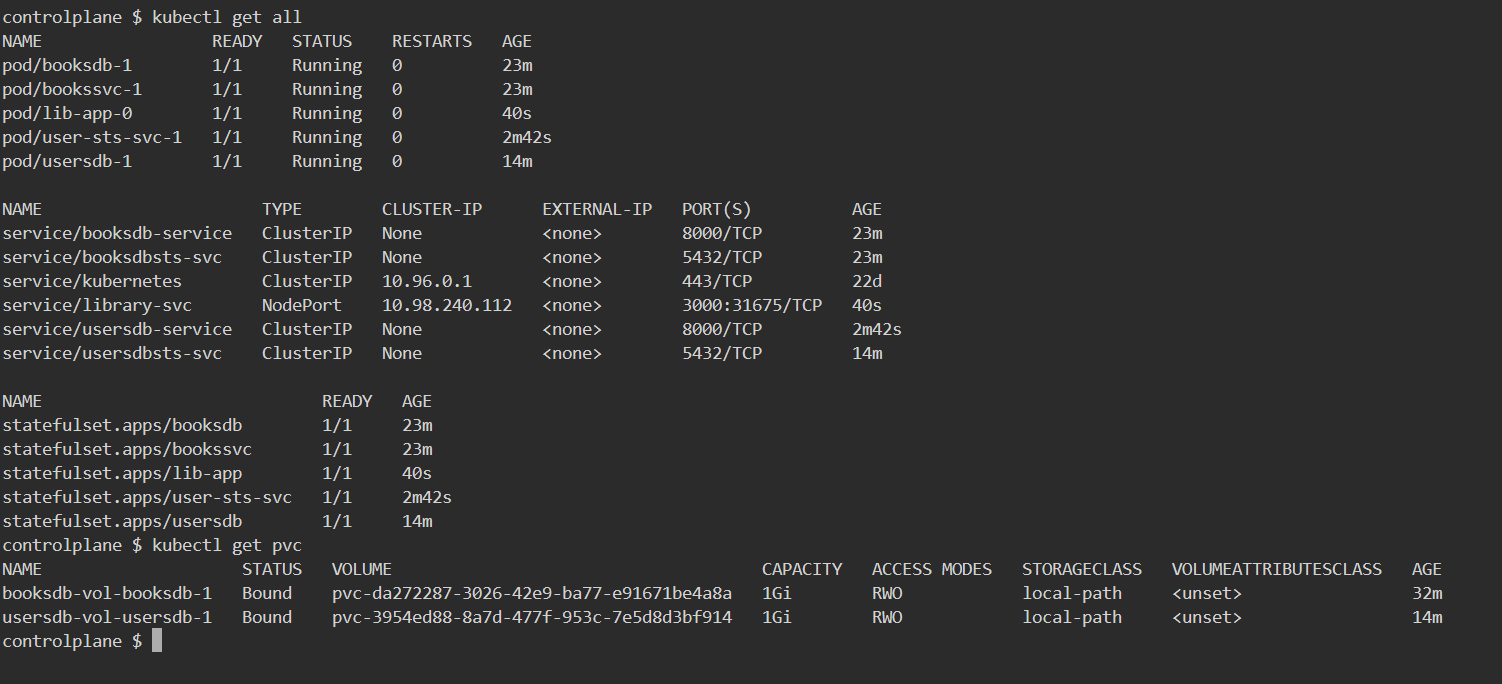 controlplane $ kubectl get all
NAME READY STATUS RESTARTS AGE
pod/booksdb-1 1/1 Running 0 23m
pod/bookssvc-1 1/1 Running 0 23m
pod/lib-app-0 1/1 Running 0 40s
pod/user-sts-svc-1 1/1 Running 0 2m42s
pod/usersdb-1 1/1 Running 0 14m
NAME TYPE CLUSTER-IP EXTERNAL-IP PORT(S) AGE
service/booksdb-service ClusterIP None <none> 8000/TCP 23m
service/booksdbsts-svc ClusterIP None <none> 5432/TCP 23m
service/kubernetes ClusterIP 10.96.0.1 <none> 443/TCP 22d
service/library-svc NodePort 10.98.240.112 <none> 3000:31675/TCP 40s
service/usersdb-service ClusterIP None <none> 8000/TCP 2m42s
service/usersdbsts-svc ClusterIP None <none> 5432/TCP 14m
NAME READY AGE
statefulset.apps/booksdb 1/1 23m
statefulset.apps/bookssvc 1/1 23m
statefulset.apps/lib-app 1/1 40s
statefulset.apps/user-sts-svc 1/1 2m42s
statefulset.apps/usersdb 1/1 14m
controlplane $ kubectl get pvc
NAME STATUS VOLUME CAPACITY ACCESS MODES STORAGECLASS VOLUMEATTRIBUTESCLASS AGE
booksdb-vol-booksdb-1 Bound pvc-da272287-3026-42e9-ba77-e91671be4a8a 1Gi RWO local-path <unset> 32m
usersdb-vol-usersdb-1 Bound pvc-3954ed88-8a7d-477f-953c-7e5d8d3bf914 1Gi RWO local-path <unset> 14m
controlplane $